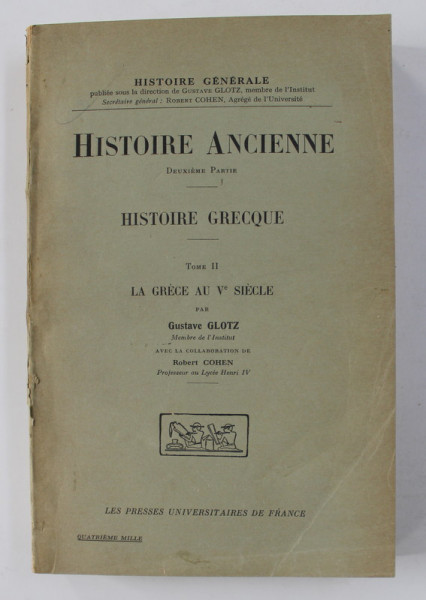 HISTOIRE GÉNÉRALE
publiée sous la direction de GUSTAVE GLOTZ, membre de l'Institut
Secrétaire général : ROBERT COHEN, Agrégé de l'Université
HISTOIRE ANCIENNE
DEUXIÈME PARTIE
HISTOIRE GRECQUE
TOME II
LA GRÈCE AU Ve SIÈCLE
PAR
Gustave GLOTZ
Membre de l'Institut
AVEC LA COLLABORATION DE
Robert COHEN
Professeur au Lycée Henri IV
LES PRESSES UNIVERSITAIRES DE FRANCE
QUATRIÈME MILLE